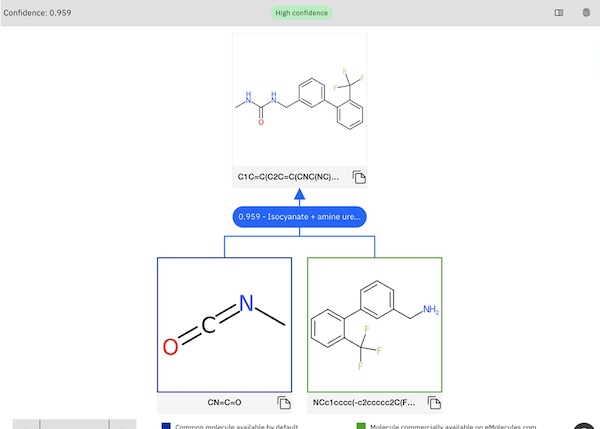 Confidence: 0.959
High confidence
F
F
F
H
N
H
N
O
C1C=C(C2C=C(CNC(NC)...
0.959 - Isocyanate + amine ure...
N
C
O
NH2
F
F
F
CN=C=O
NCc1cccc(-c2ccccc2C(F...
Common molecule available by default
Molecule commercially available on eMolecules.com